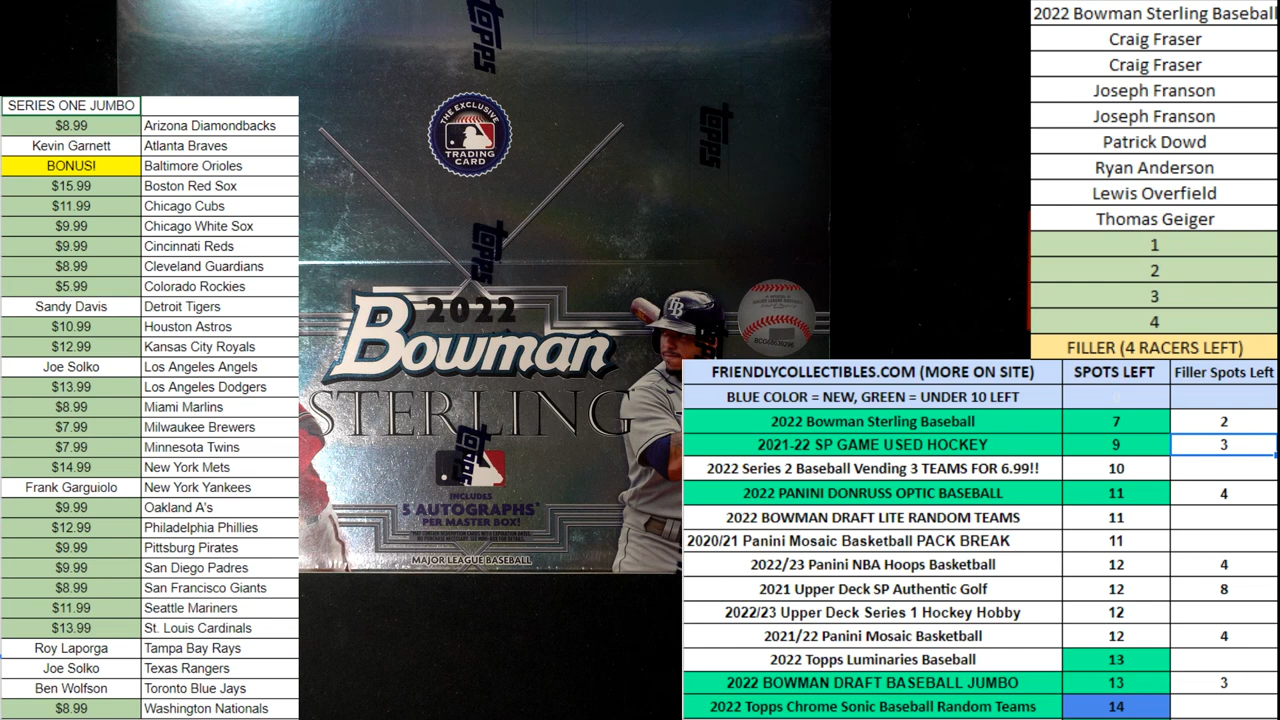 SERIES ONE JUMBO
$8.99 Arizona Diamondbacks
Kevin Garnett Atlanta Braves
BONUS! Baltimore Orioles
$15.99 Boston Red Sox
$11.99 Chicago Cubs
$9.99 Chicago White Sox
$9.99 Cincinnati Reds
$8.99 Cleveland Guardians
$5.99 Colorado Rockies
Sandy Davis Detroit Tigers
$10.99 Houston Astros
$12.99 Kansas City Royals
Joe Solko Los Angeles Angels
$13.99 Los Angeles Dodgers
$8.99 Miami Marlins
$7.99 Milwaukee Brewers
$7.99 Minnesota Twins
$14.99 New York Mets
Frank Garguiolo New York Yankees
$9.99 Oakland A's
$12.99 Philadelphia Phillies
$9.99 Pittsburg Pirates
$9.99 San Diego Padres
$8.99 San Francisco Giants
$11.99 Seattle Mariners
$13.99 St. Louis Cardinals
Roy Laporga Tampa Bay Rays
Joe Solko Texas Rangers
Ben Wolfson Toronto Blue Jays
$8.99 Washington Nationals
topps
topps
topps
topps
THE EXCLUSIVE
TRADING
CARD
2022
Bowman
STERLING
TB
INCLUDES
5 AUTOGRAPHS*
PER MASTER BOX!
MAJOR LEAGUE BASEBALL
2022 Bowman Sterling Baseball
Craig Fraser
Craig Fraser
Joseph Franson
Joseph Franson
Patrick Dowd
Ryan Anderson
Lewis Overfield
Thomas Geiger
1
2
3
4
FILLER (4 RACERS LEFT)
FRIENDLYCOLLECTIBLES.COM (MORE ON SITE) SPOTS LEFT Filler Spots Left
BLUE COLOR = NEW, GREEN = UNDER 10 LEFT 0
2022 Bowman Sterling Baseball 7 2
2021-22 SP GAME USED HOCKEY 9 3
2022 Series 2 Baseball Vending 3 TEAMS FOR 6.99!! 10
2022 PANINI DONRUSS OPTIC BASEBALL 11 4
2022 BOWMAN DRAFT LITE RANDOM TEAMS 11
2020/21 Panini Mosaic Basketball PACK BREAK 11
2022/23 Panini NBA Hoops Basketball 12 4
2021 Upper Deck SP Authentic Golf 12 8
2022/23 Upper Deck Series 1 Hockey Hobby 12
2021/22 Panini Mosaic Basketball 12 4
2022 Topps Luminaries Baseball 13
2022 BOWMAN DRAFT BASEBALL JUMBO 13 3
2022 Topps Chrome Sonic Baseball Random Teams 14